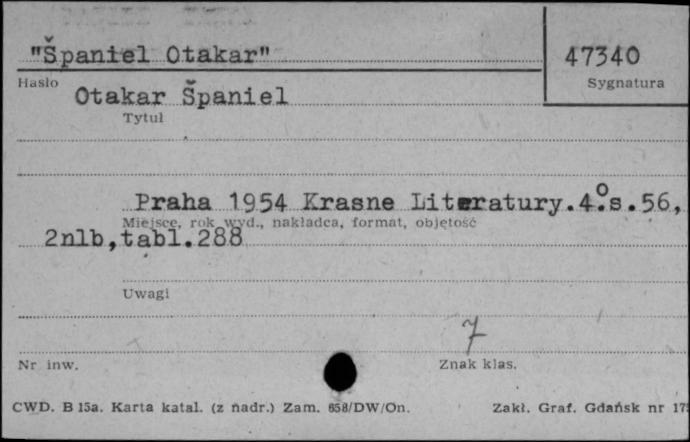 "Španiel Otakar"
47340
Hasło
Sygnatura
Otakar Španiel
Tytuł
Praha 1954 Krasne Literatury.4°.s.56,
Miejsce, rok wyd., nakładca, format, objętość
2nlb,tabl.288
Uwagi
7
Nr inw.
Znak klas.
CWD. B 15a. Karta katal. (z nadr.) Zam. 658/DW/On.
Zakł. Graf. Gdańsk nr